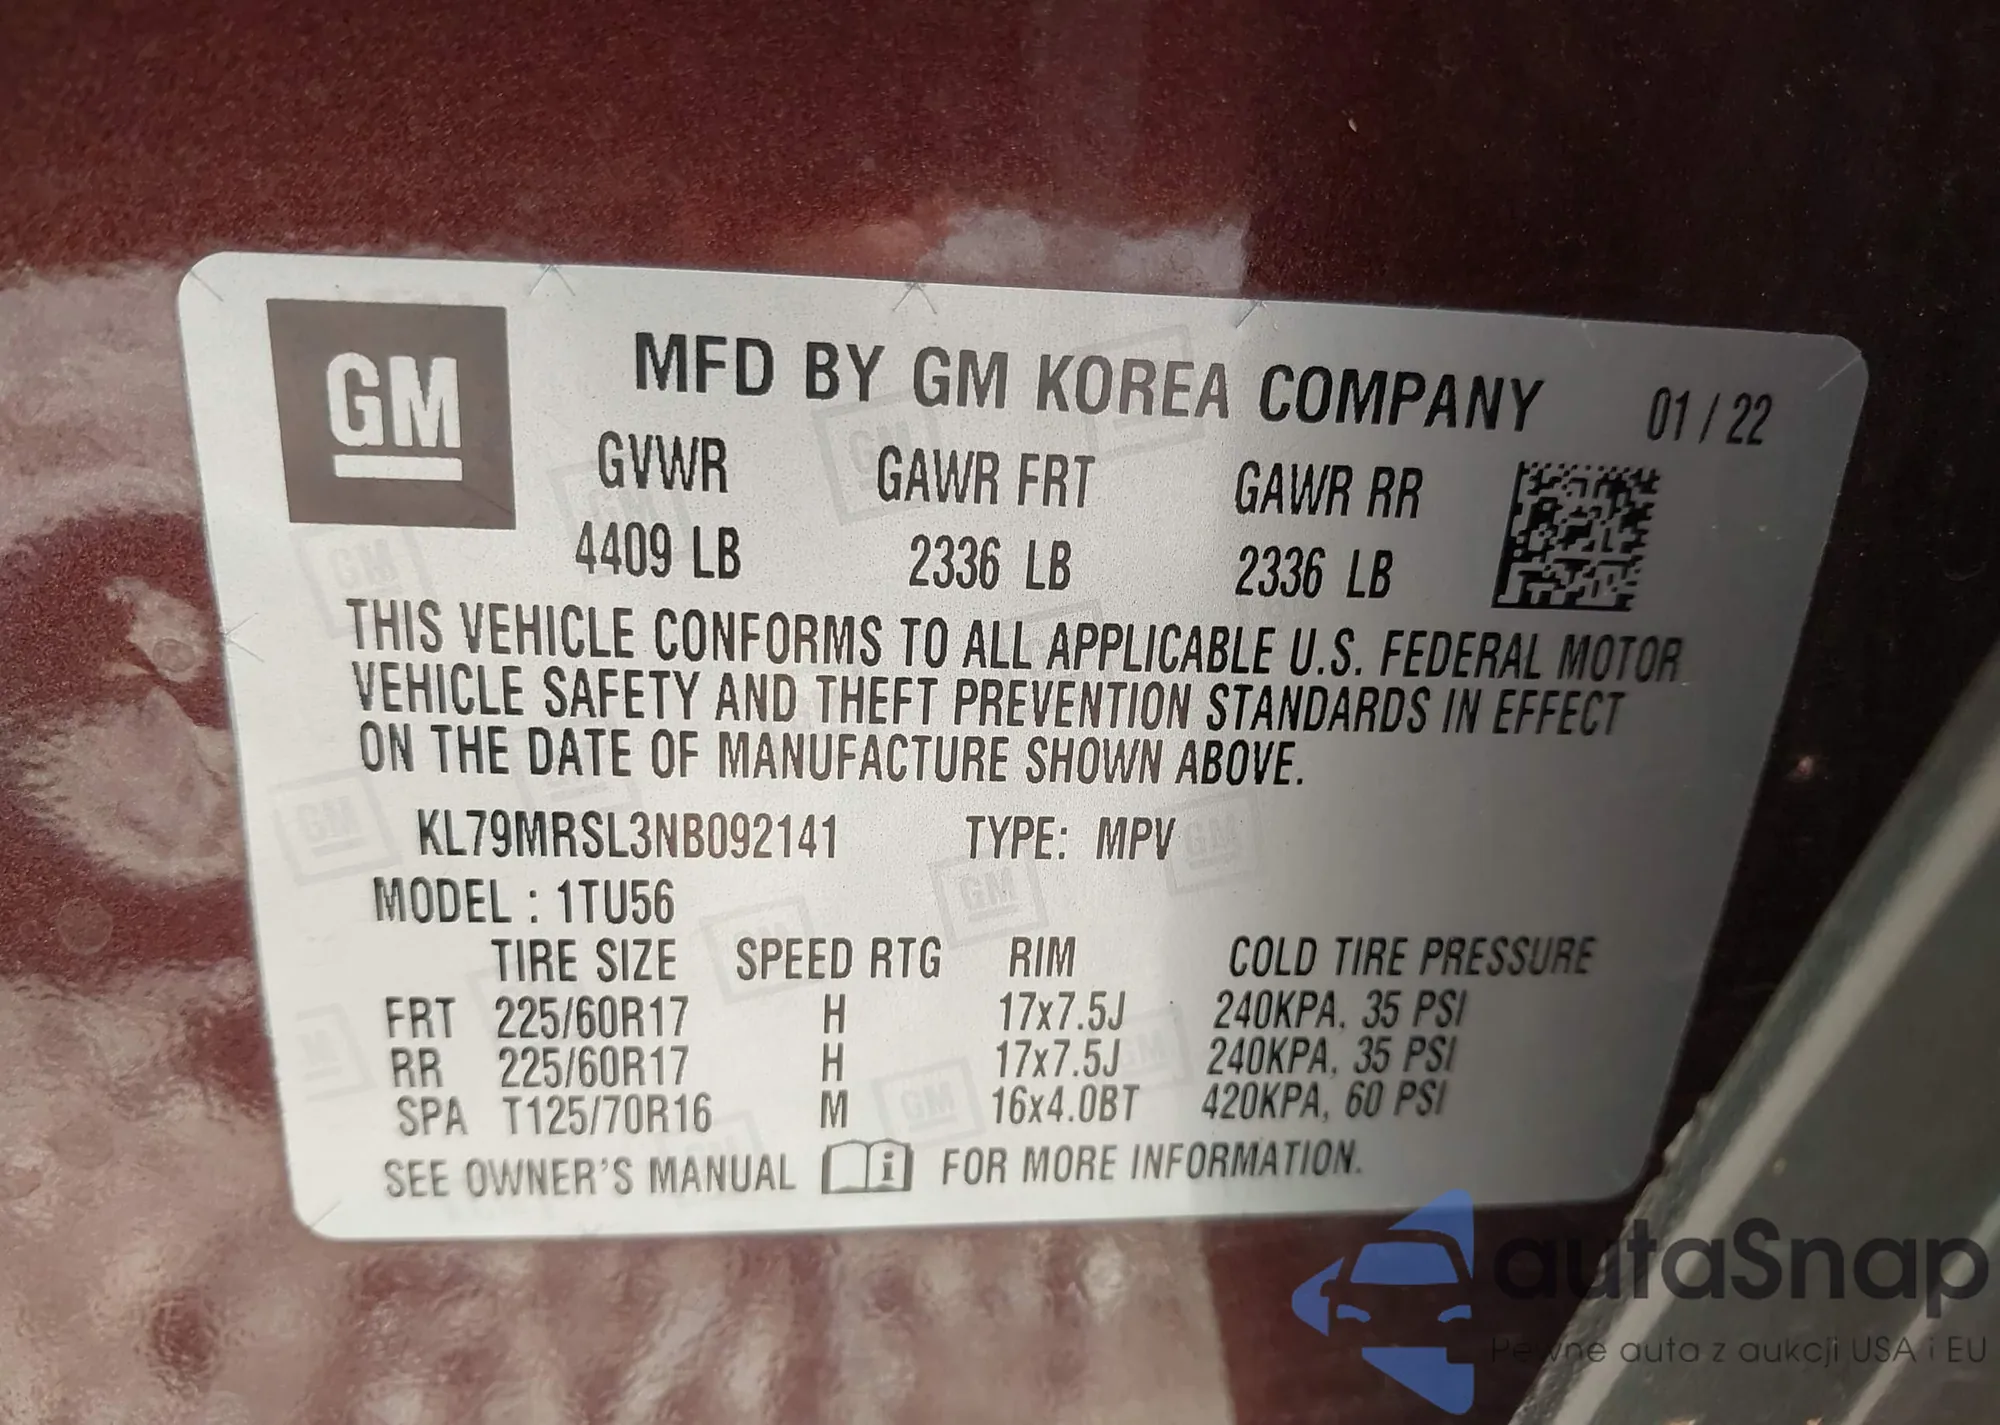 GM
MFD BY GM KOREA COMPANY 01 / 22
GVWR GAWR FRT GAWR RR
4409 LB 2336 LB 2336 LB
THIS VEHICLE CONFORMS TO ALL APPLICABLE U.S. FEDERAL MOTOR
VEHICLE SAFETY AND THEFT PREVENTION STANDARDS IN EFFECT
ON THE DATE OF MANUFACTURE SHOWN ABOVE.
KL79MRSL3NB092141 TYPE: MPV
MODEL : 1TU56
TIRE SIZE SPEED RTG RIM COLD TIRE PRESSURE
FRT 225/60R17 H 17x7.5J 240KPA, 35 PSI
RR 225/60R17 H 17x7.5J 240KPA, 35 PSI
SPA T125/70R16 M 16x4.0BT 420KPA, 60 PSI
SEE OWNER'S MANUAL i FOR MORE INFORMATION.
autaSnap
Pewne auta z aukcji USA i EU